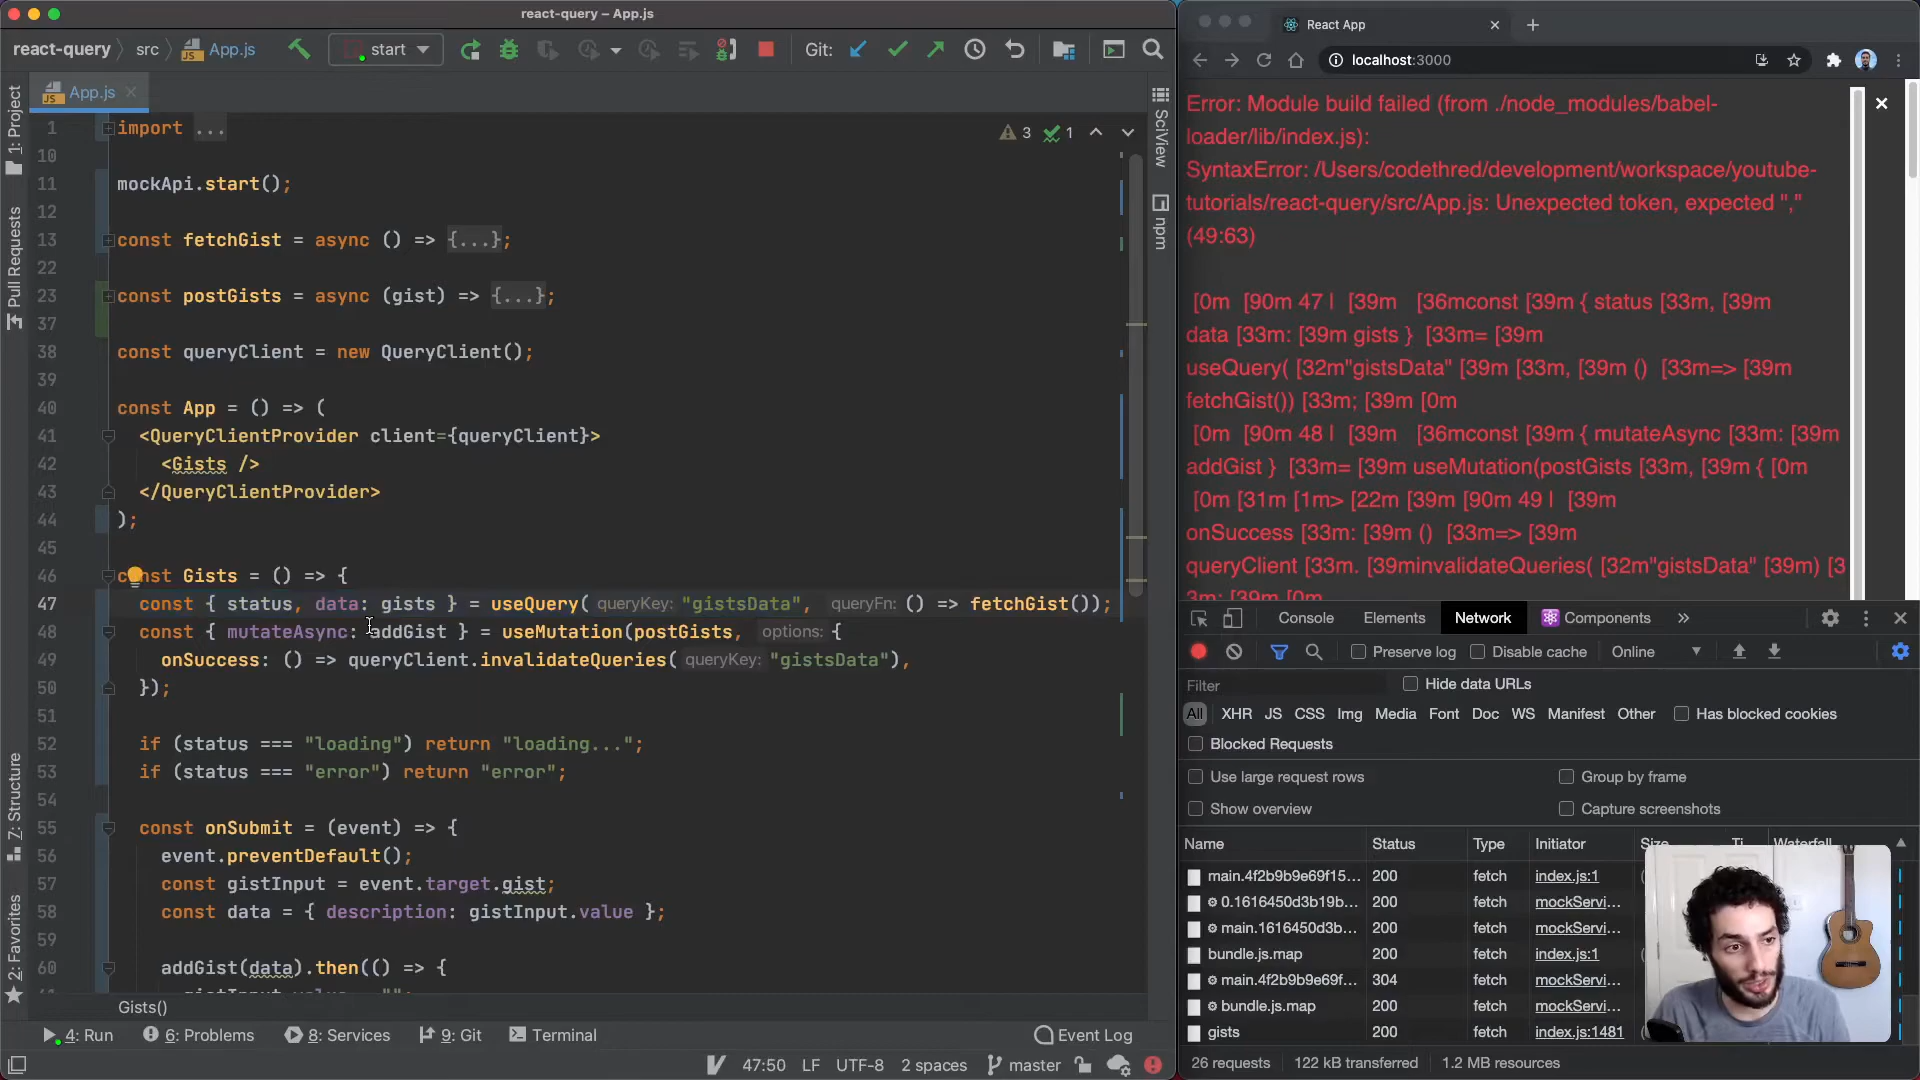 react-query – App.js
react-query
src
App.js
start
Git:
App.js
1: Project
Pull Requests
7: Structure
2: Favorites
SciView
npm
3
1
1 import ...
10
11 mockApi.start();
12
13 const fetchGist = async () => {...};
22
23 const postGists = async (gist) => {...};
37
38 const queryClient = new QueryClient();
39
40 const App = () => (
41 <QueryClientProvider client={queryClient}>
42 <Gists />
43 </QueryClientProvider>
44 );
45
46 const Gists = () => {
47 const { status, data: gists } = useQuery( queryKey: "gistsData", queryFn: () => fetchGist());
48 const { mutateAsync: addGist } = useMutation(postGists, options: {
49 onSuccess: () => queryClient.invalidateQueries( queryKey: "gistsData"),
50 });
51
52 if (status === "loading") return "loading...";
53 if (status === "error") return "error";
54
55 const onSubmit = (event) => {
56 event.preventDefault();
57 const gistInput = event.target.gist;
58 const data = { description: gistInput.value };
59
60 addGist(data).then(() => {
Gists()
4: Run
6: Problems
8: Services
9: Git
Terminal
Event Log
47:50
LF
UTF-8
2 spaces
master
React App
localhost:3000
Error: Module build failed (from ./node_modules/babel-
loader/lib/index.js):
SyntaxError: /Users/codethred/development/workspace/youtube-
tutorials/react-query/src/App.js: Unexpected token, expected ","
(49:63)
[0m [90m 47 | [39m [36mconst [39m { status [33m, [39m
data [33m: [39m gists } [33m= [39m
useQuery( [32m"gistsData" [39m [33m, [39m () [33m=> [39m
fetchGist()) [33m; [39m [0m
[0m [90m 48 | [39m [36mconst [39m { mutateAsync [33m: [39m
addGist } [33m= [39m useMutation(postGists [33m, [39m { [0m
[0m [31m [1m> [22m [39m [90m 49 | [39m
onSuccess [33m: [39m () [33m=> [39m
queryClient [33m. [39minvalidateQueries( [32m"gistsData" [39m) [3
3m; [39m [0m
Console
Elements
Network
Components
Preserve log
Disable cache
Online
Filter
Hide data URLs
All
XHR
JS
CSS
Img
Media
Font
Doc
WS
Manifest
Other
Has blocked cookies
Blocked Requests
Use large request rows
Group by frame
Show overview
Capture screenshots
Name Status Type Initiator Size Ti... Waterfall
main.4f2b9b9e69f15... 200 fetch index.js:1
0.1616450d3b19b... 200 fetch mockServi...
main.1616450d3b... 200 fetch mockServi...
bundle.js.map 200 fetch index.js:1
main.4f2b9b9e69f... 304 fetch mockServi...
bundle.js.map 200 fetch mockServi...
gists 200 fetch index.js:1481
26 requests
122 kB transferred
1.2 MB resources